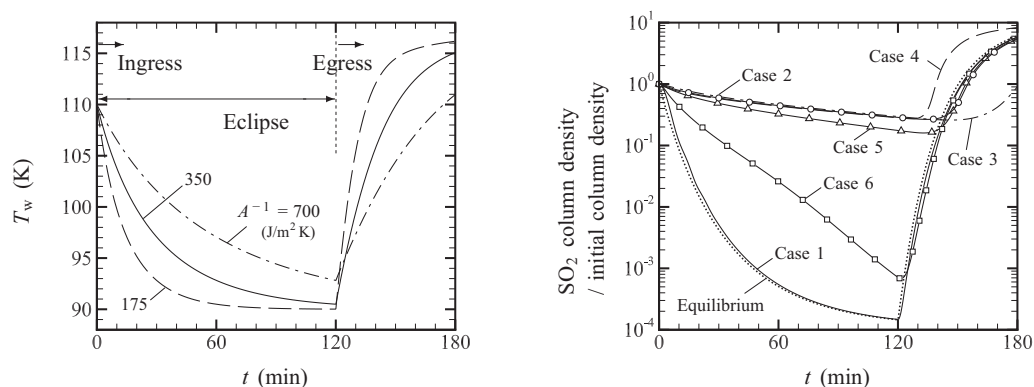 115
110
105
100
95
90
T_w (K)
Ingress
Egress
Eclipse
350
A^{-1} = 700
(J/m^2 K)
175
0
60
120
180
t (min)
10^1
10^0
10^{-1}
10^{-2}
10^{-3}
10^{-4}
SO_2 column density
/ initial column density
Case 4
Case 2
Case 5
Case 3
Case 6
Case 1
Equilibrium
0
60
120
180
t (min)